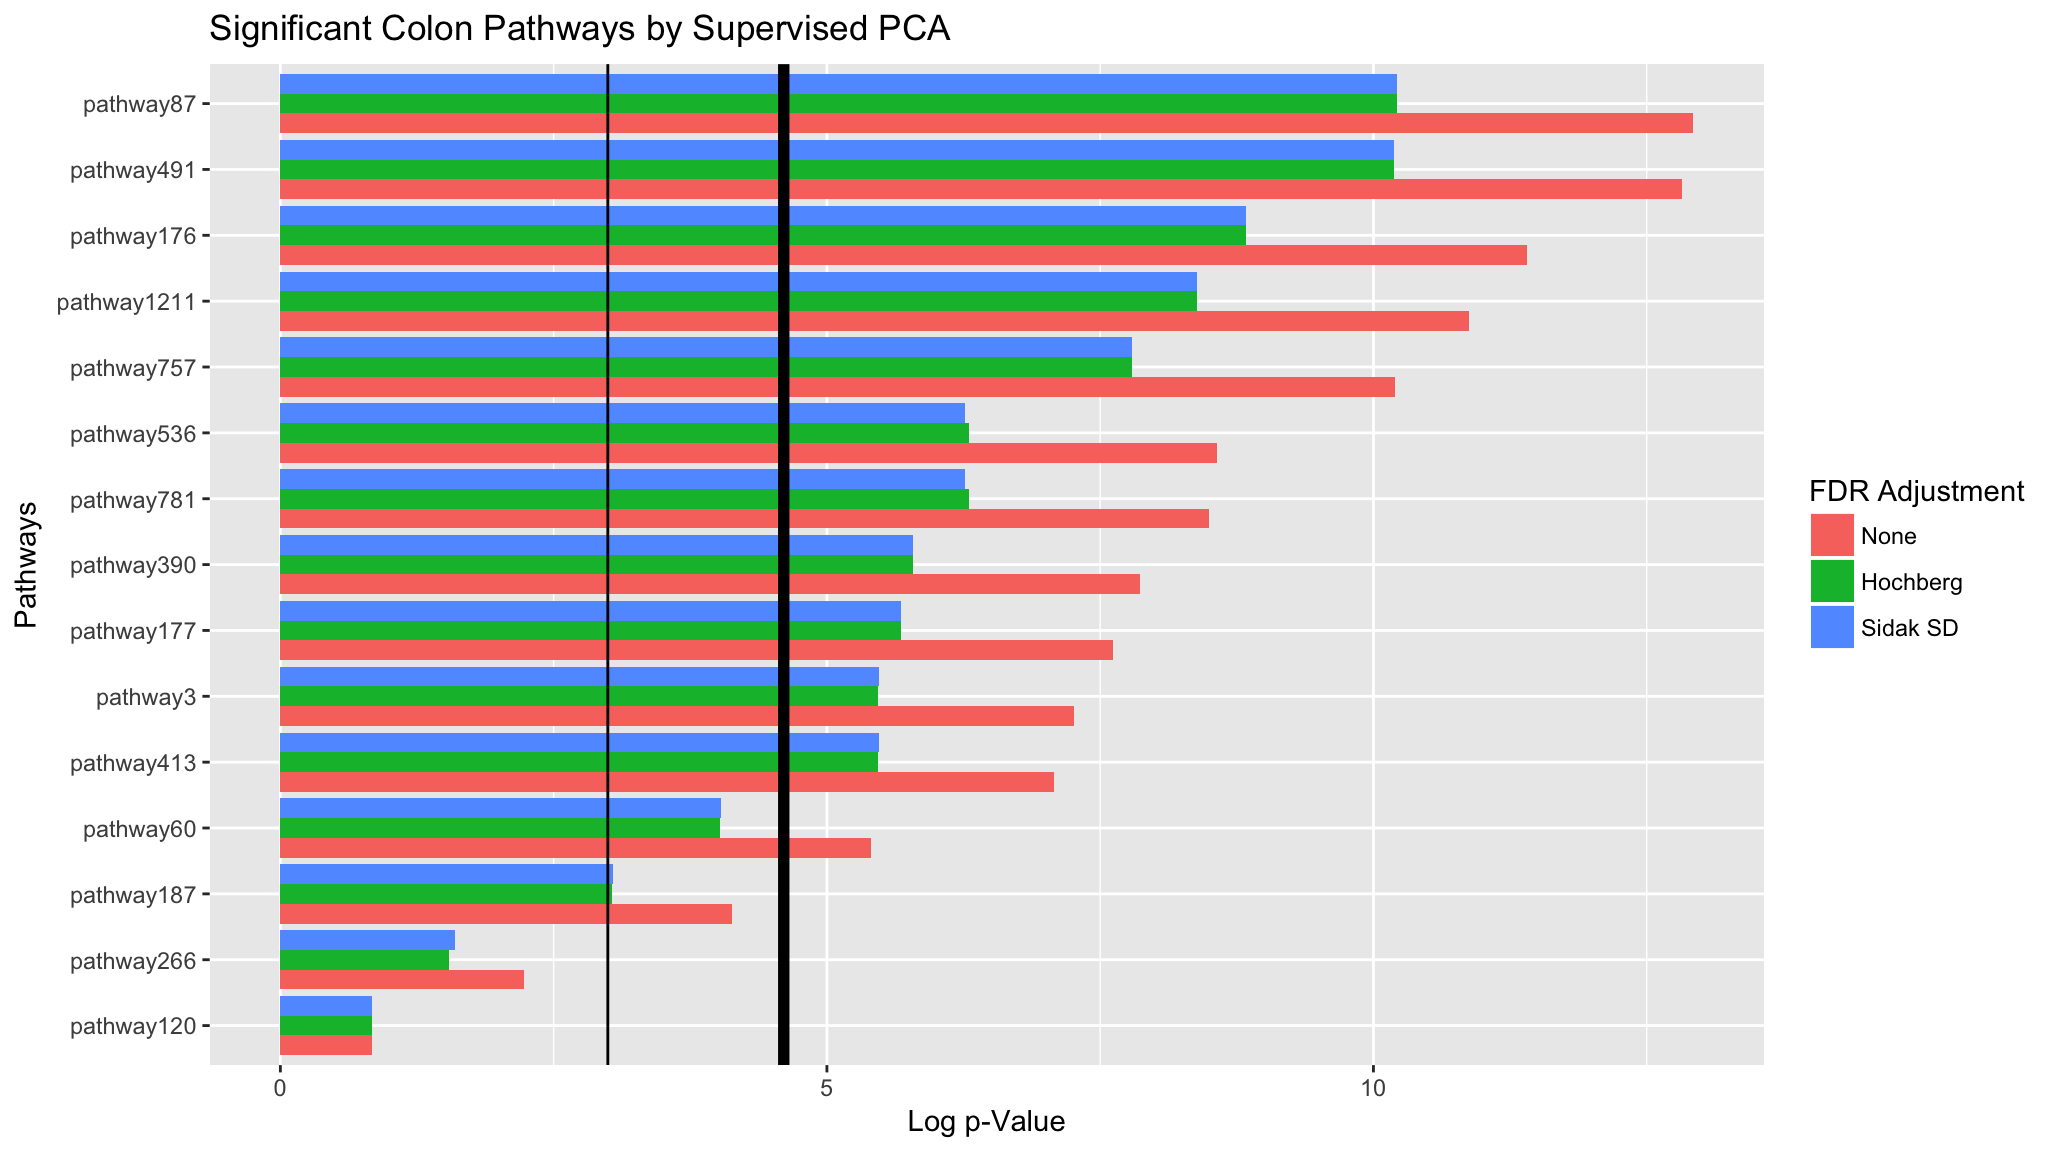 Significant Colon Pathways by Supervised PCA
Pathways
pathway87
pathway491
pathway176
pathway1211
pathway757
pathway536
pathway781
pathway390
pathway177
pathway3
pathway413
pathway60
pathway187
pathway266
pathway120
0 5 10
Log p-Value
FDR Adjustment
None
Hochberg
Sidak SD